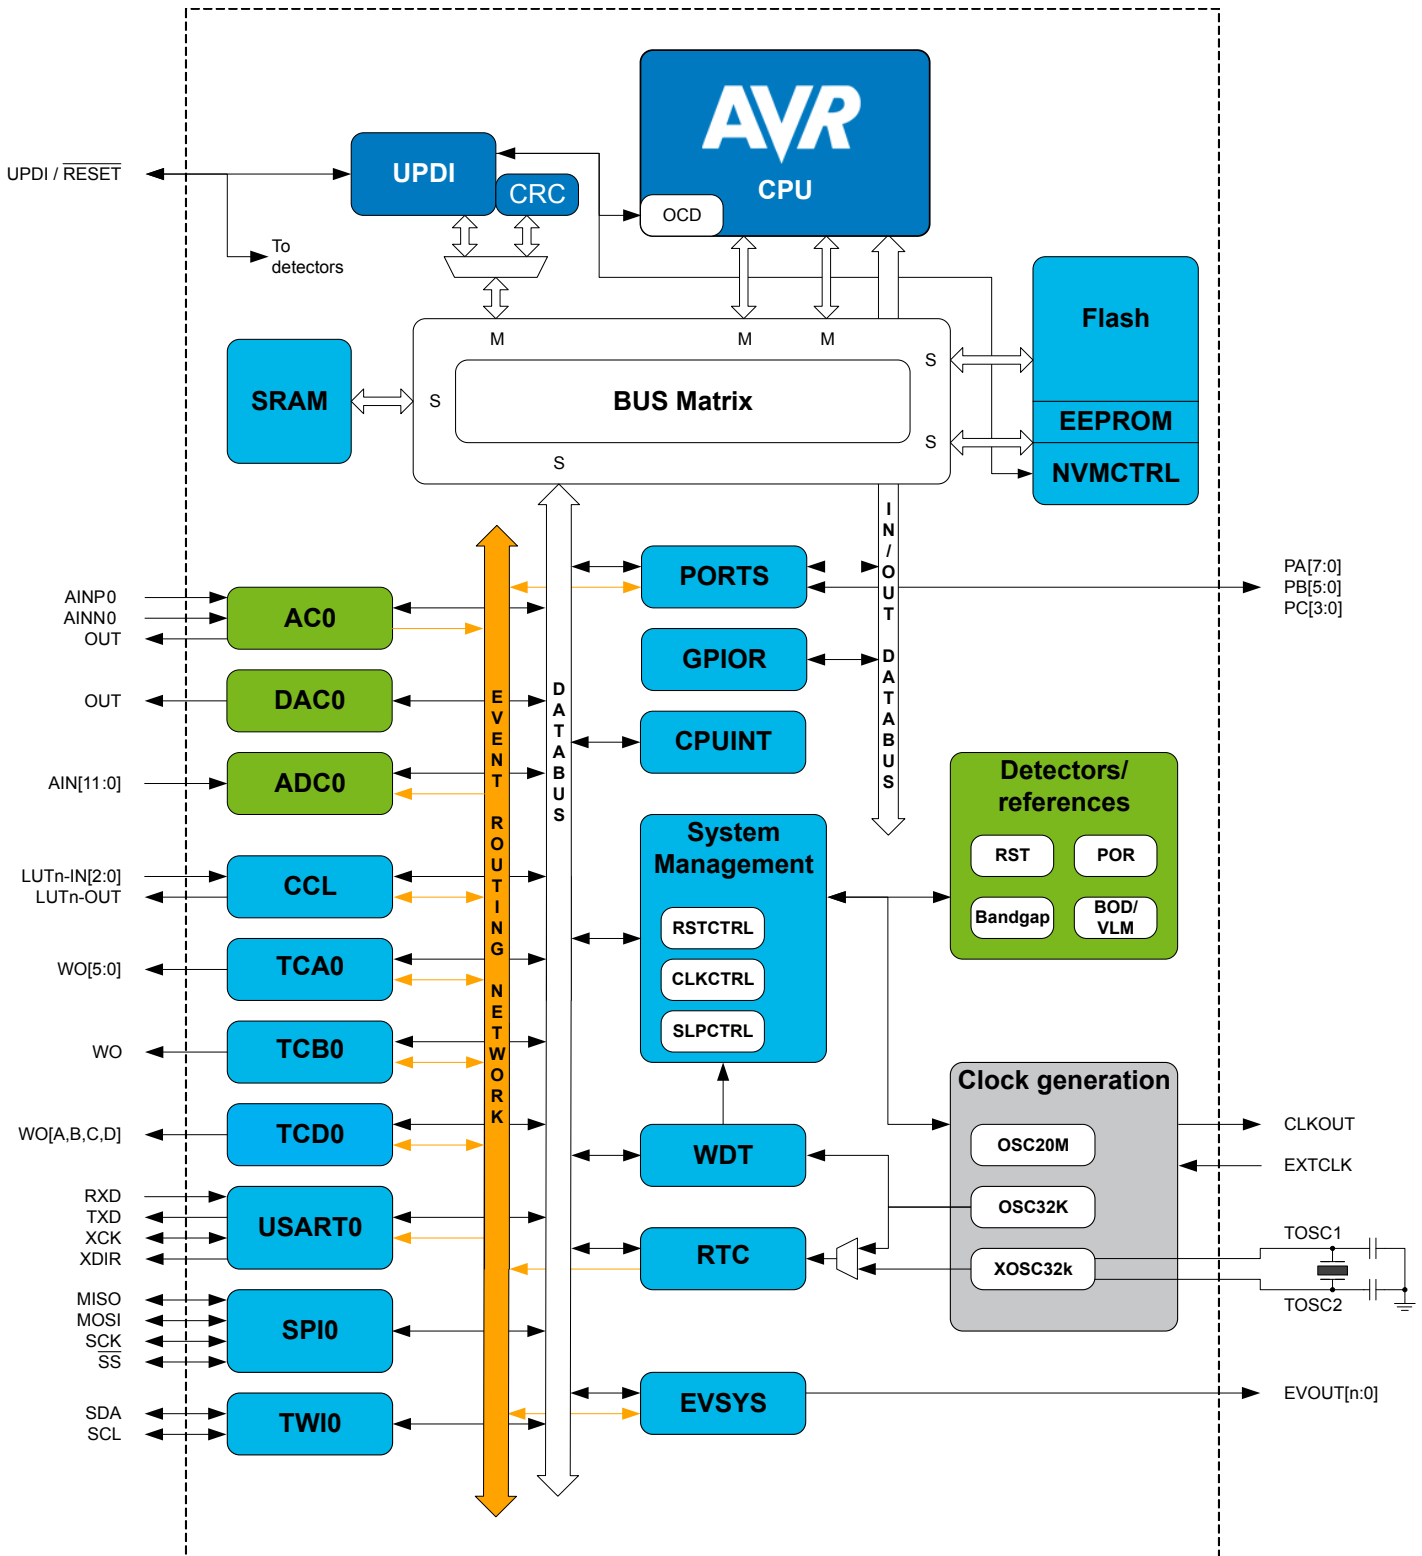 AVR
CPU
OCD
UPDI
CRC
UPDI / RESET
To
detectors
M
M
M
S
S
S
S
BUS Matrix
SRAM
Flash
EEPROM
NVMCTRL
IN/OUT DATABUS
DATABUS
EVENT ROUTING NETWORK
PORTS
GPIOR
CPUINT
PA[7:0]
PB[5:0]
PC[3:0]
AINP0
AINN0
OUT
AC0
OUT
DAC0
AIN[11:0]
ADC0
LUTn-IN[2:0]
LUTn-OUT
CCL
WO[5:0]
TCA0
WO
TCB0
WO[A,B,C,D]
TCD0
RXD
TXD
XCK
XDIR
USART0
MISO
MOSI
SCK
SS
SPI0
SDA
SCL
TWI0
System
Management
RSTCTRL
CLKCTRL
SLPCTRL
Detectors/
references
RST
POR
Bandgap
BOD/
VLM
WDT
RTC
EVSYS
Clock generation
OSC20M
OSC32K
XOSC32k
CLKOUT
EXTCLK
TOSC1
TOSC2
EVOUT[n:0]